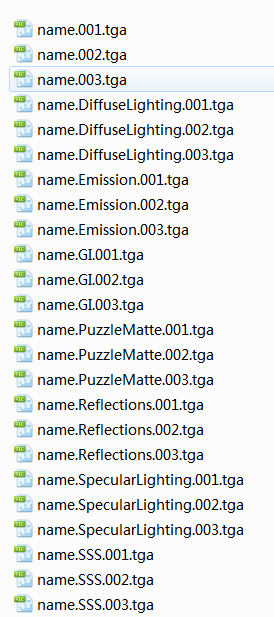 name.001.tga
name.002.tga
name.003.tga
name.DiffuseLighting.001.tga
name.DiffuseLighting.002.tga
name.DiffuseLighting.003.tga
name.Emission.001.tga
name.Emission.002.tga
name.Emission.003.tga
name.GI.001.tga
name.GI.002.tga
name.GI.003.tga
name.PuzzleMatte.001.tga
name.PuzzleMatte.002.tga
name.PuzzleMatte.003.tga
name.Reflections.001.tga
name.Reflections.002.tga
name.Reflections.003.tga
name.SpecularLighting.001.tga
name.SpecularLighting.002.tga
name.SpecularLighting.003.tga
name.SSS.001.tga
name.SSS.002.tga
name.SSS.003.tga